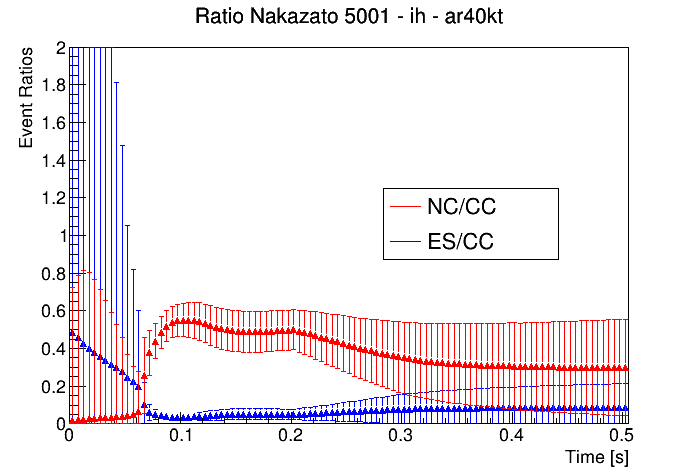 Ratio Nakazato 5001 - ih - ar40kt
Event Ratios
2
1.8
1.6
1.4
1.2
1
0.8
0.6
0.4
0.2
0
NC/CC
ES/CC
0 0.1 0.2 0.3 0.4 0.5
Time [s]